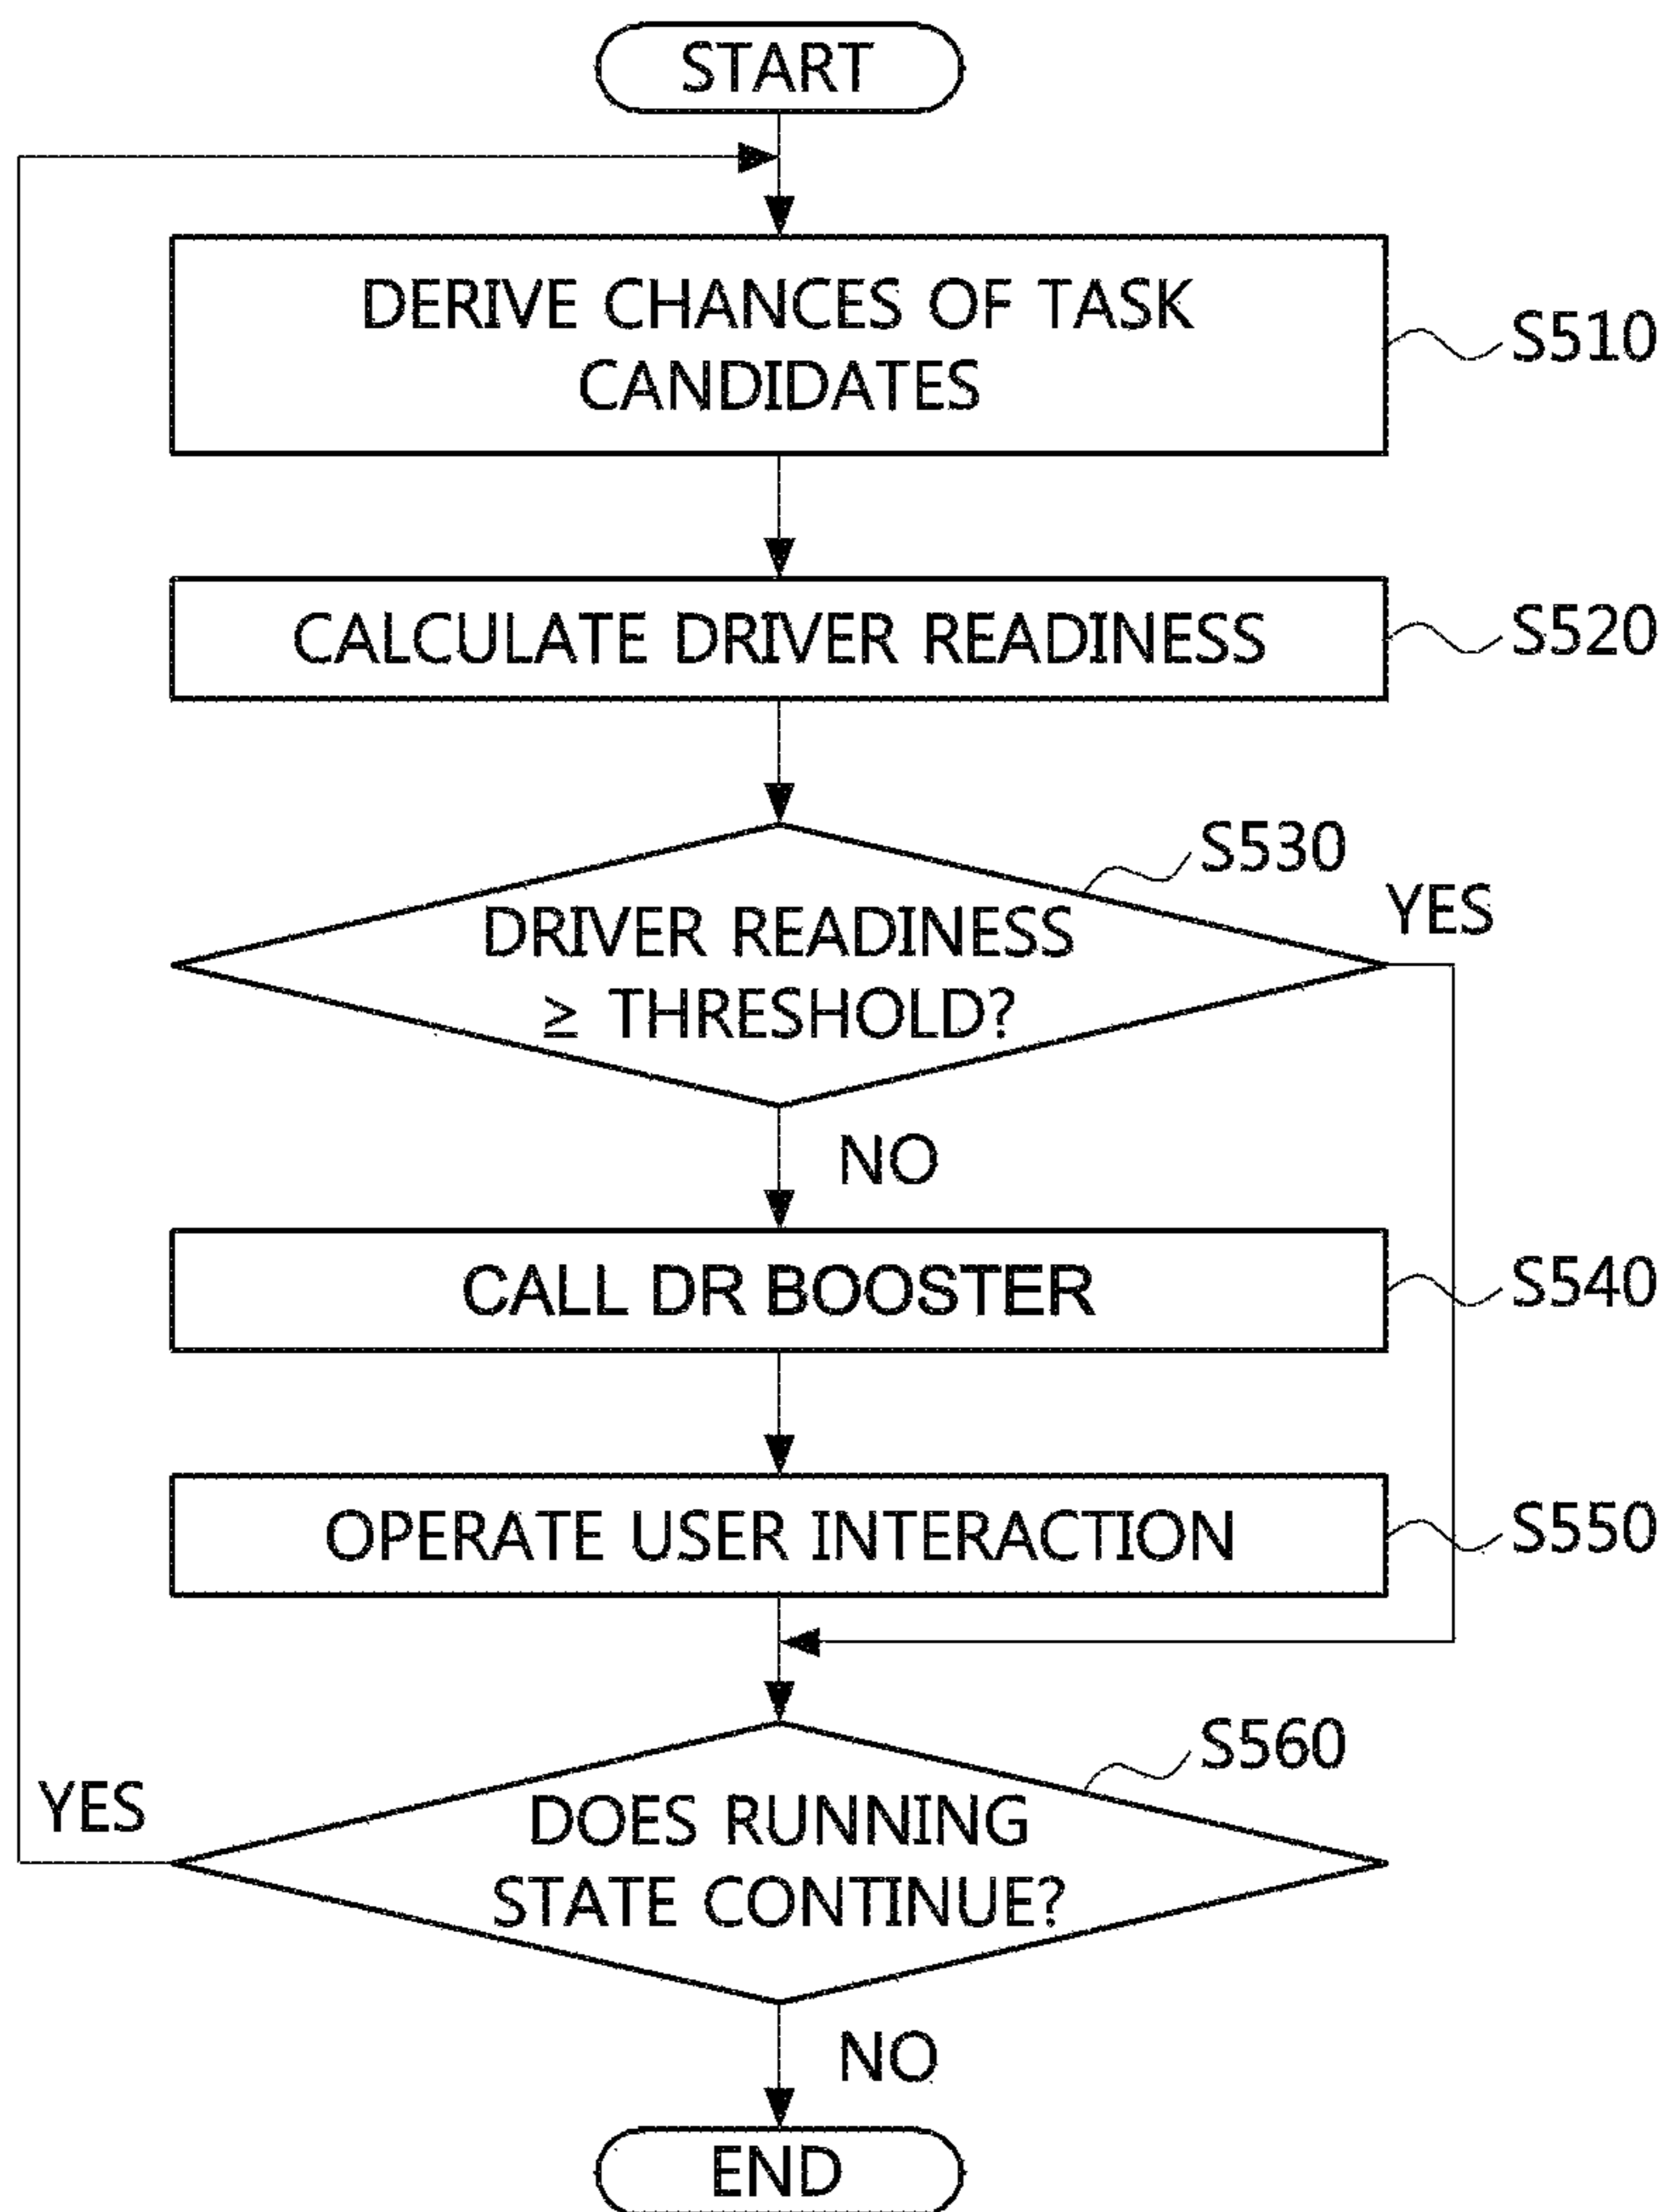 START
DERIVE CHANCES OF TASK
CANDIDATES
S510
CALCULATE DRIVER READINESS
S520
S530
YES
DRIVER READINESS
≥ THRESHOLD?
NO
CALL DR BOOSTER
S540
OPERATE USER INTERACTION
S550
S560
YES
DOES RUNNING
STATE CONTINUE?
NO
END